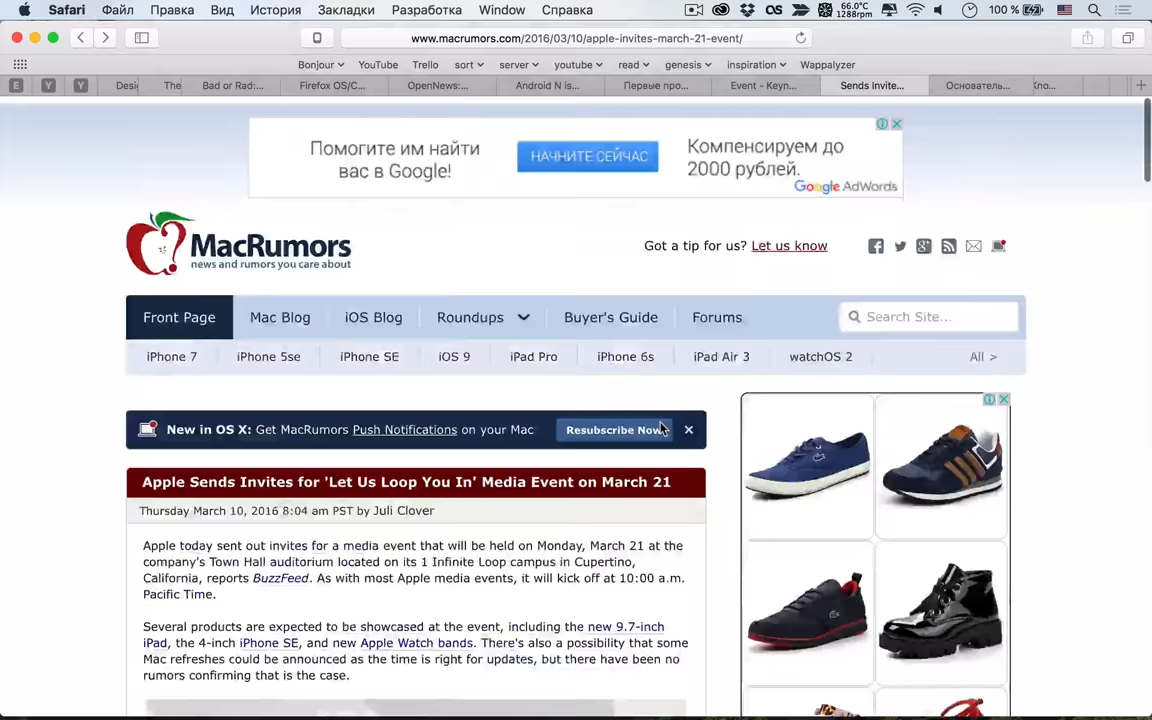 Safari Файл Правка Вид История Закладки Разработка Window Справка
66.0°C
1288rpm
100 %
www.macrumors.com/2016/03/10/apple-invites-march-21-event/
Bonjour YouTube Trello sort server youtube read genesis inspiration Wappalyzer
E Y Y Desi The Bad or Rad:... Firefox OS/C... OpenNews:... Android N is... Первые про... Event - Keyn... Sends Invite... Основатель... Кno...
Помогите им найти
вас в Google!
НАЧНИТЕ СЕЙЧАС
Компенсируем до
2000 рублей.
Google AdWords
MacRumors
news and rumors you care about
Got a tip for us? Let us know
Front Page Mac Blog iOS Blog Roundups Buyer's Guide Forums Search Site...
iPhone 7 iPhone 5se iPhone SE iOS 9 iPad Pro iPhone 6s iPad Air 3 watchOS 2 All >
New in OS X: Get MacRumors Push Notifications on your Mac Resubscribe Now
Apple Sends Invites for 'Let Us Loop You In' Media Event on March 21
Thursday March 10, 2016 8:04 am PST by Juli Clover
Apple today sent out invites for a media event that will be held on Monday, March 21 at the
company's Town Hall auditorium located on its 1 Infinite Loop campus in Cupertino,
California, reports BuzzFeed. As with most Apple media events, it will kick off at 10:00 a.m.
Pacific Time.
Several products are expected to be showcased at the event, including the new 9.7-inch
iPad, the 4-inch iPhone SE, and new Apple Watch bands. There's also a possibility that some
Mac refreshes could be announced as the time is right for updates, but there have been no
rumors confirming that is the case.